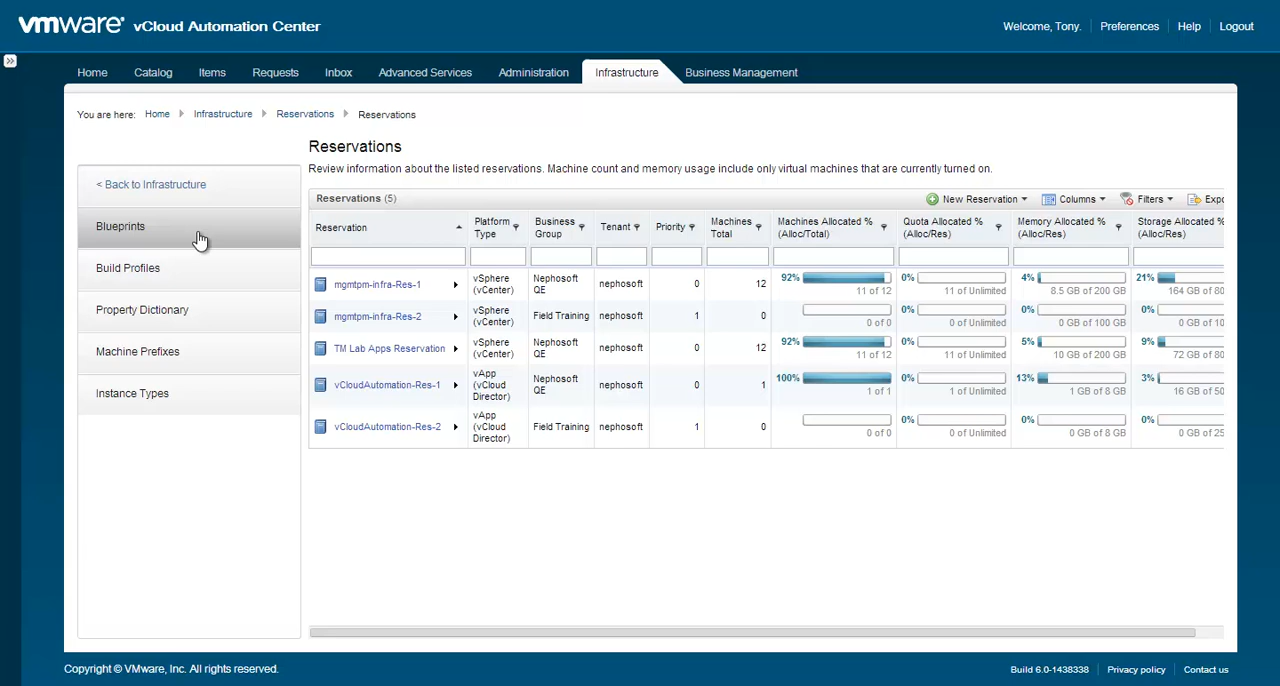 vmware® vCloud Automation Center
Welcome, Tony. Preferences Help Logout
Home Catalog Items Requests Inbox Advanced Services Administration Infrastructure Business Management
You are here: Home Infrastructure Reservations Reservations
Reservations
Review information about the listed reservations. Machine count and memory usage include only virtual machines that are currently turned on.
< Back to Infrastructure
Blueprints
Build Profiles
Property Dictionary
Machine Prefixes
Instance Types
Reservations (5)
New Reservation Columns Filters Expo
Reservation
Platform Type
Business Group
Tenant
Priority
Machines Total
Machines Allocated % (Alloc/Total)
Quota Allocated % (Alloc/Res)
Memory Allocated % (Alloc/Res)
Storage Allocated % (Alloc/Res)
mgmtpm-infra-Res-1 vSphere (vCenter) Nephosoft QE nephosoft 0 12 92% 11 of 12 0% 11 of Unlimited 4% 8.5 GB of 200 GB 21% 164 GB of 80
mgmtpm-infra-Res-2 vSphere (vCenter) Field Training nephosoft 1 0 0 of 0 0% 0 of Unlimited 0% 0 GB of 100 GB 0% 0 GB of 10
TM Lab Apps Reservation vSphere (vCenter) Nephosoft QE nephosoft 0 12 92% 11 of 12 0% 11 of Unlimited 5% 10 GB of 200 GB 9% 72 GB of 80
vCloudAutomation-Res-1 vApp (vCloud Director) Nephosoft QE nephosoft 0 1 100% 1 of 1 0% 1 of Unlimited 13% 1 GB of 8 GB 3% 16 GB of 50
vCloudAutomation-Res-2 vApp (vCloud Director) Field Training nephosoft 1 0 0 of 0 0% 0 of Unlimited 0% 0 GB of 8 GB 0% 0 GB of 25
Copyright © VMware, Inc. All rights reserved.
Build 6.0-1438338 Privacy policy Contact us